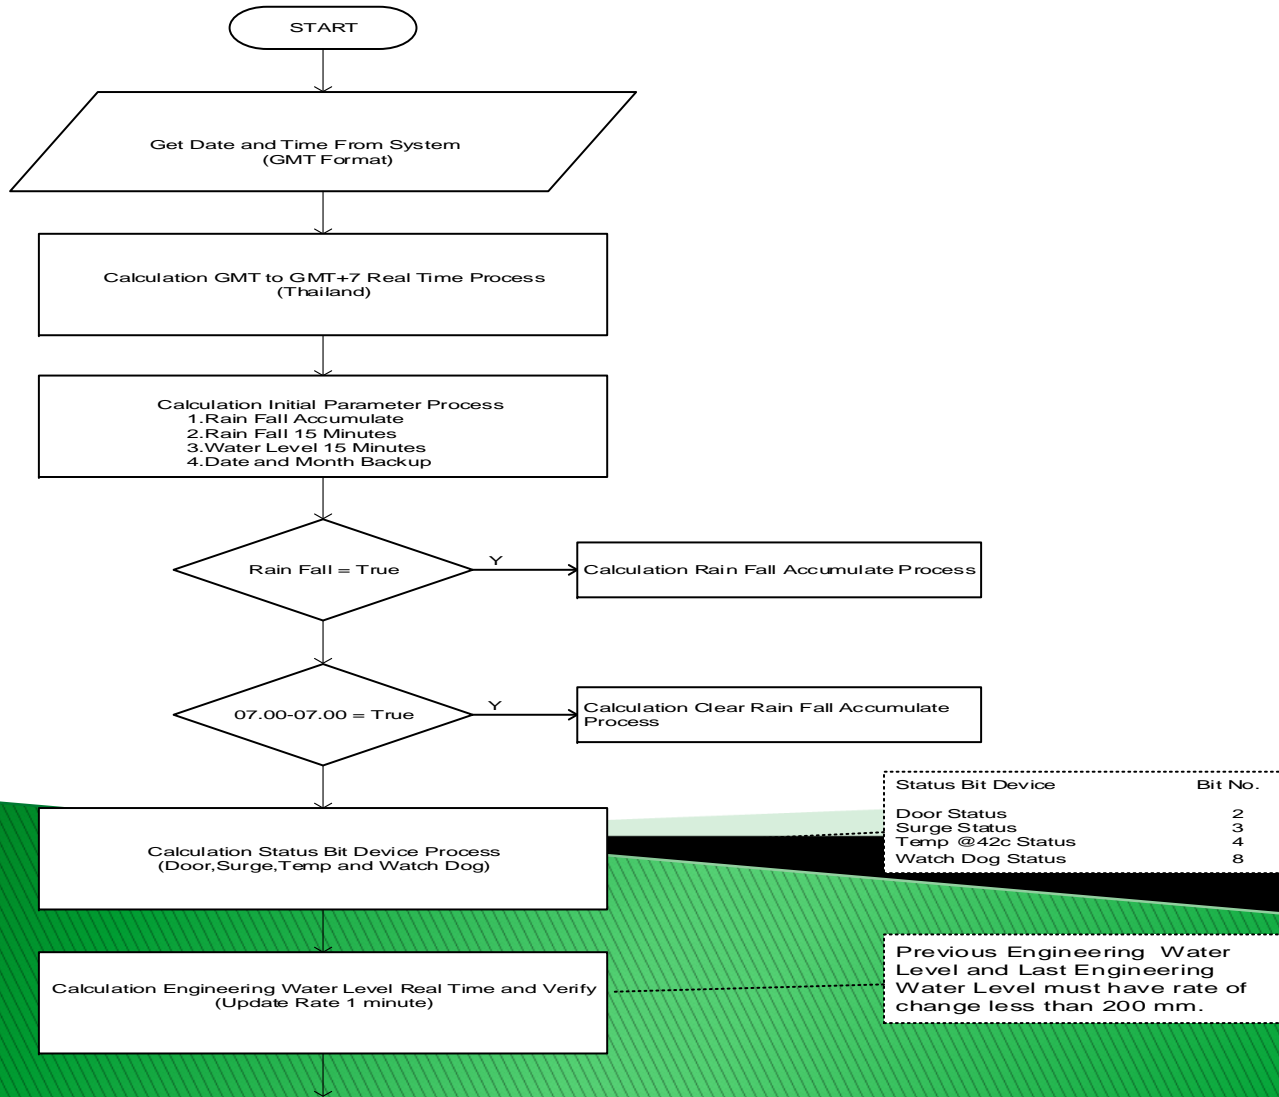 START
Get Date and Time From System
(GMT Format)
Calculation GMT to GMT+7 Real Time Process
(Thailand)
Calculation Initial Parameter Process
1.Rain Fall Accumulate
2.Rain Fall 15 Minutes
3.Water Level 15 Minutes
4.Date and Month Backup
Rain Fall = True
Y
Calculation Rain Fall Accumulate Process
07.00-07.00 = True
Y
Calculation Clear Rain Fall Accumulate
Process
Status Bit Device Bit No.
Door Status 2
Surge Status 3
Temp @42c Status 4
Watch Dog Status 8
Calculation Status Bit Device Process
(Door,Surge,Temp and Watch Dog)
Calculation Engineering Water Level Real Time and Verify
(Update Rate 1 minute)
Previous Engineering Water
Level and Last Engineering
Water Level must have rate of
change less than 200 mm.